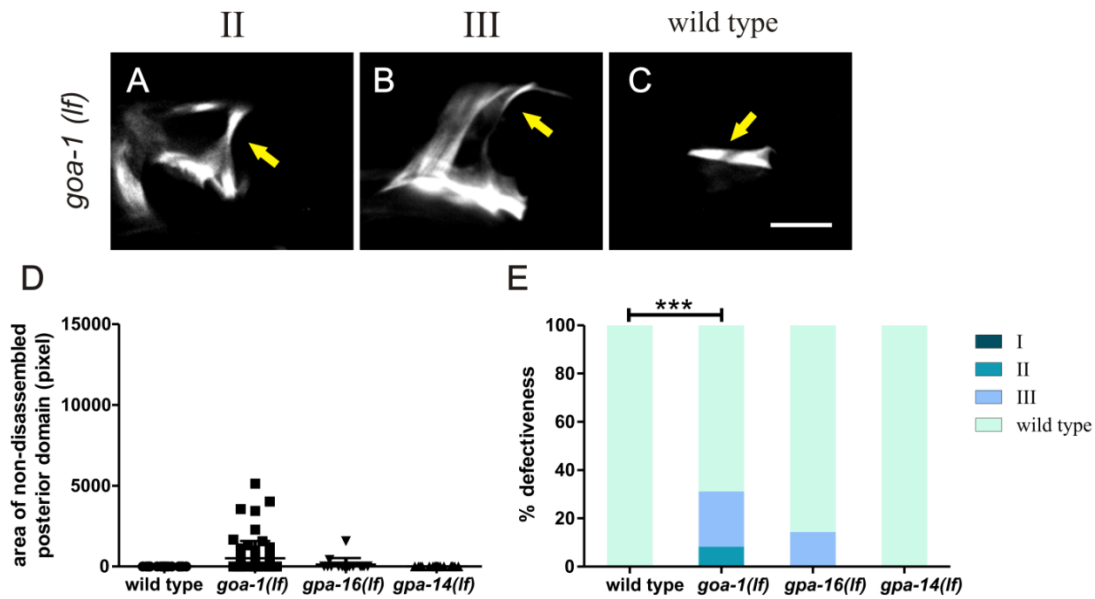 II III wild type
goa-1 (lf)
A B C
D
area of non-disassembled
posterior domain (pixel)
15000
10000
5000
0
wild type goa-1(lf) gpa-16(lf) gpa-14(lf)
E
% defectiveness
100
80
60
40
20
0
***
wild type goa-1(lf) gpa-16(lf) gpa-14(lf)
I
II
III
wild type